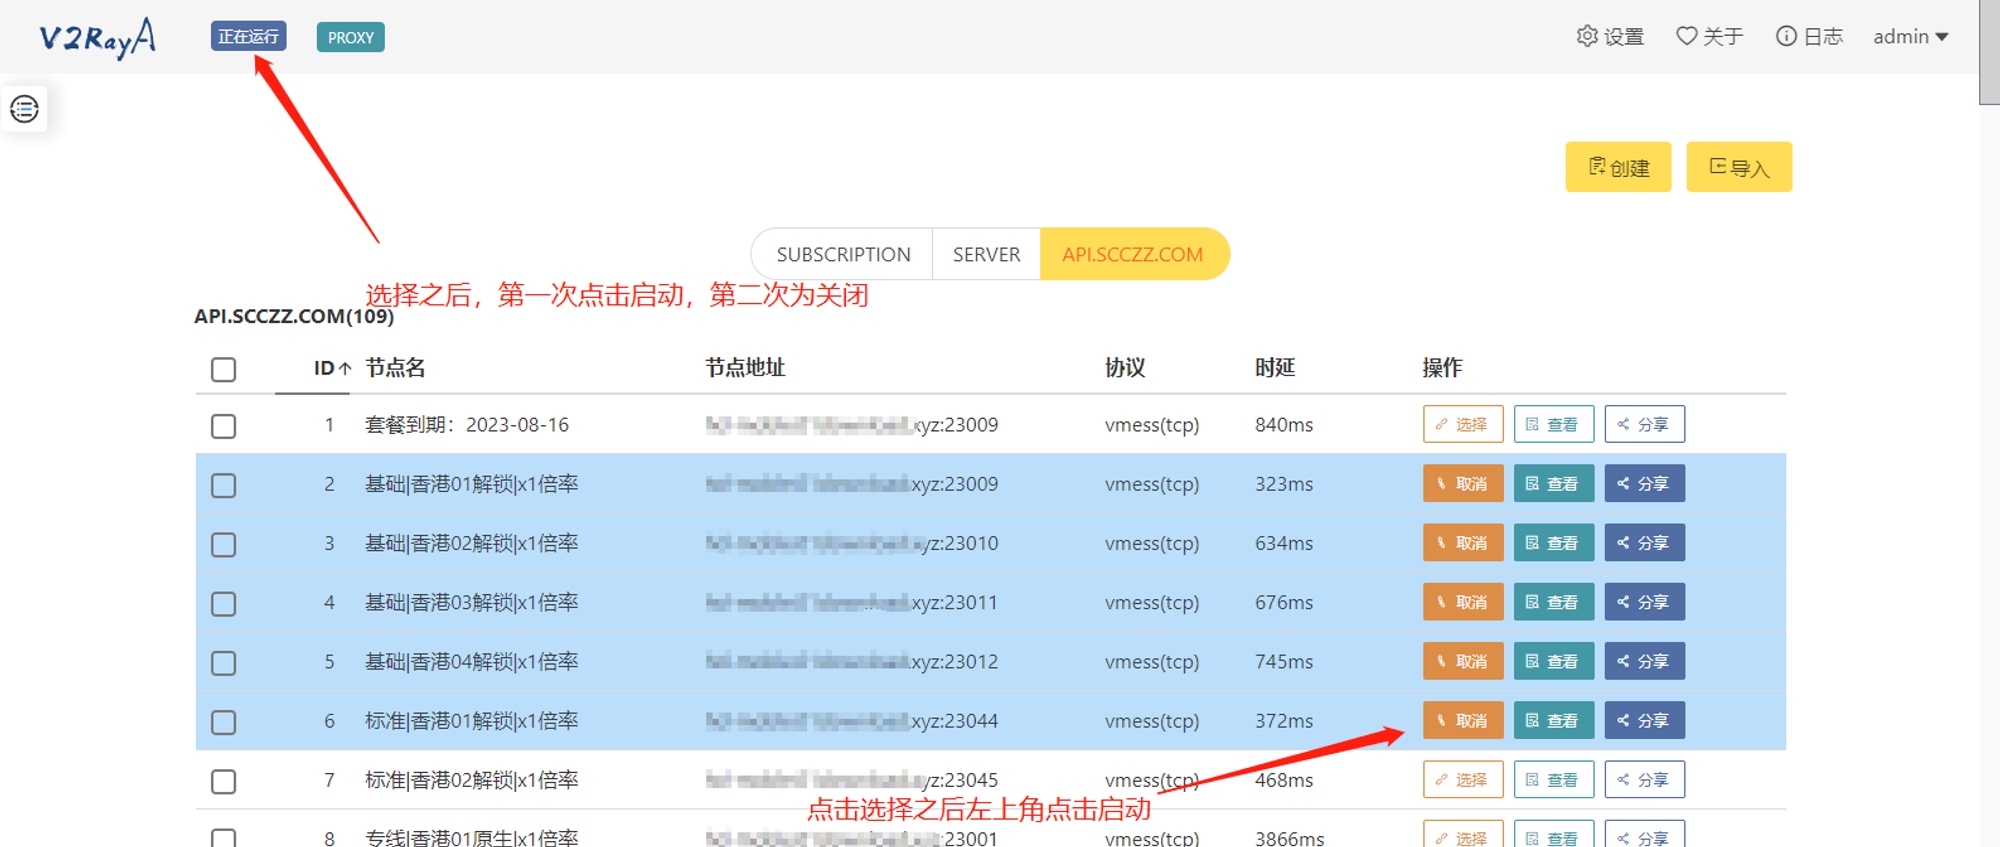 V2RayA 正在运行 PROXY 设置 关于 日志 admin
创建 导入
SUBSCRIPTION SERVER API.SCCZZ.COM
选择之后，第一次点击启动，第二次为关闭
API.SCCZZ.COM(109)
ID 节点名 节点地址 协议 时延 操作
1 套餐到期：2023-08-16 xyz:23009 vmess(tcp) 840ms 选择 查看 分享
2 基础|香港01解锁|x1倍率 xyz:23009 vmess(tcp) 323ms 取消 查看 分享
3 基础|香港02解锁|x1倍率 yz:23010 vmess(tcp) 634ms 取消 查看 分享
4 基础|香港03解锁|x1倍率 xyz:23011 vmess(tcp) 676ms 取消 查看 分享
5 基础|香港04解锁|x1倍率 xyz:23012 vmess(tcp) 745ms 取消 查看 分享
6 标准|香港01解锁|x1倍率 xyz:23044 vmess(tcp) 372ms 取消 查看 分享
7 标准|香港02解锁|x1倍率 yz:23045 vmess(tcp) 468ms 选择 查看 分享
点击选择之后左上角点击启动
8 专线|香港01原生|x1倍率 :23001 vmess(tcp) 3866ms 选择 查看 分享